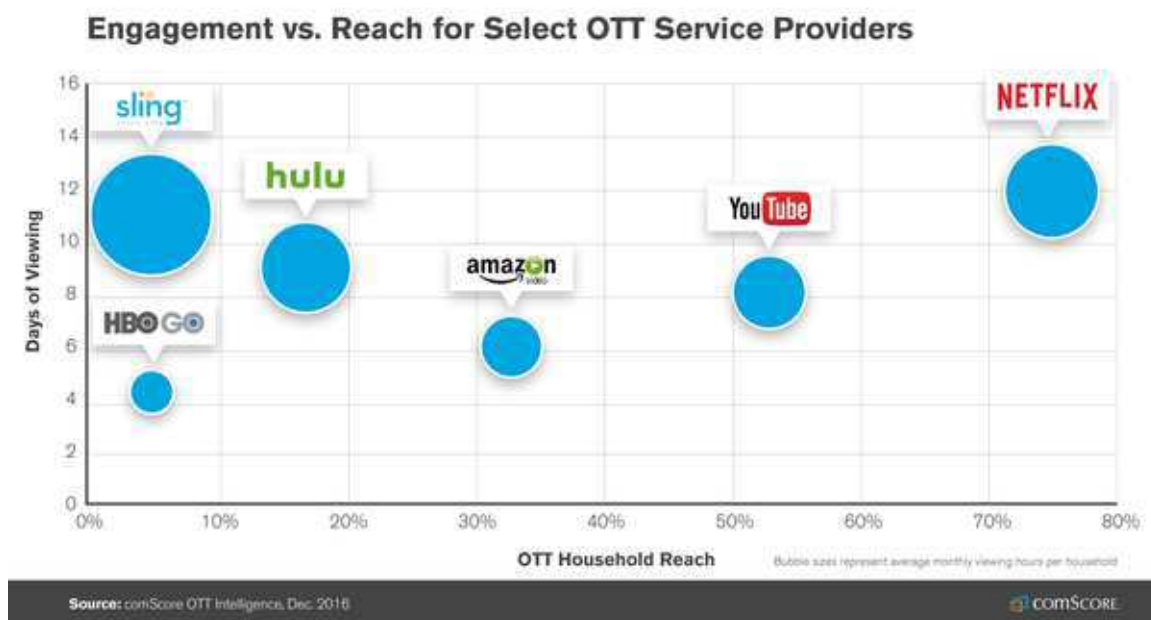 Engagement vs. Reach for Select OTT Service Providers
16
14
12
10
8
6
4
2
0
Days of Viewing
sling
hulu
HBO GO
amazon
video
YouTube
NETFLIX
0% 10% 20% 30% 40% 50% 60% 70% 80%
OTT Household Reach
Bubble sizes represent average monthly viewing hours per household
Source: comScore OTT Intelligence, Dec. 2016
comSCORE